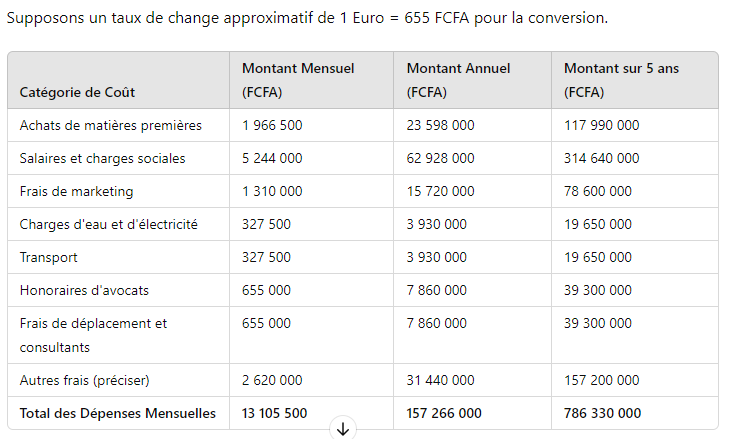 Supposons un taux de change approximatif de 1 Euro = 655 FCFA pour la conversion.
Catégorie de Coût Montant Mensuel (FCFA) Montant Annuel (FCFA) Montant sur 5 ans (FCFA)
Achats de matières premières 1 966 500 23 598 000 117 990 000
Salaires et charges sociales 5 244 000 62 928 000 314 640 000
Frais de marketing 1 310 000 15 720 000 78 600 000
Charges d'eau et d'électricité 327 500 3 930 000 19 650 000
Transport 327 500 3 930 000 19 650 000
Honoraires d'avocats 655 000 7 860 000 39 300 000
Frais de déplacement et consultants 655 000 7 860 000 39 300 000
Autres frais (préciser) 2 620 000 31 440 000 157 200 000
Total des Dépenses Mensuelles 13 105 500 157 266 000 786 330 000